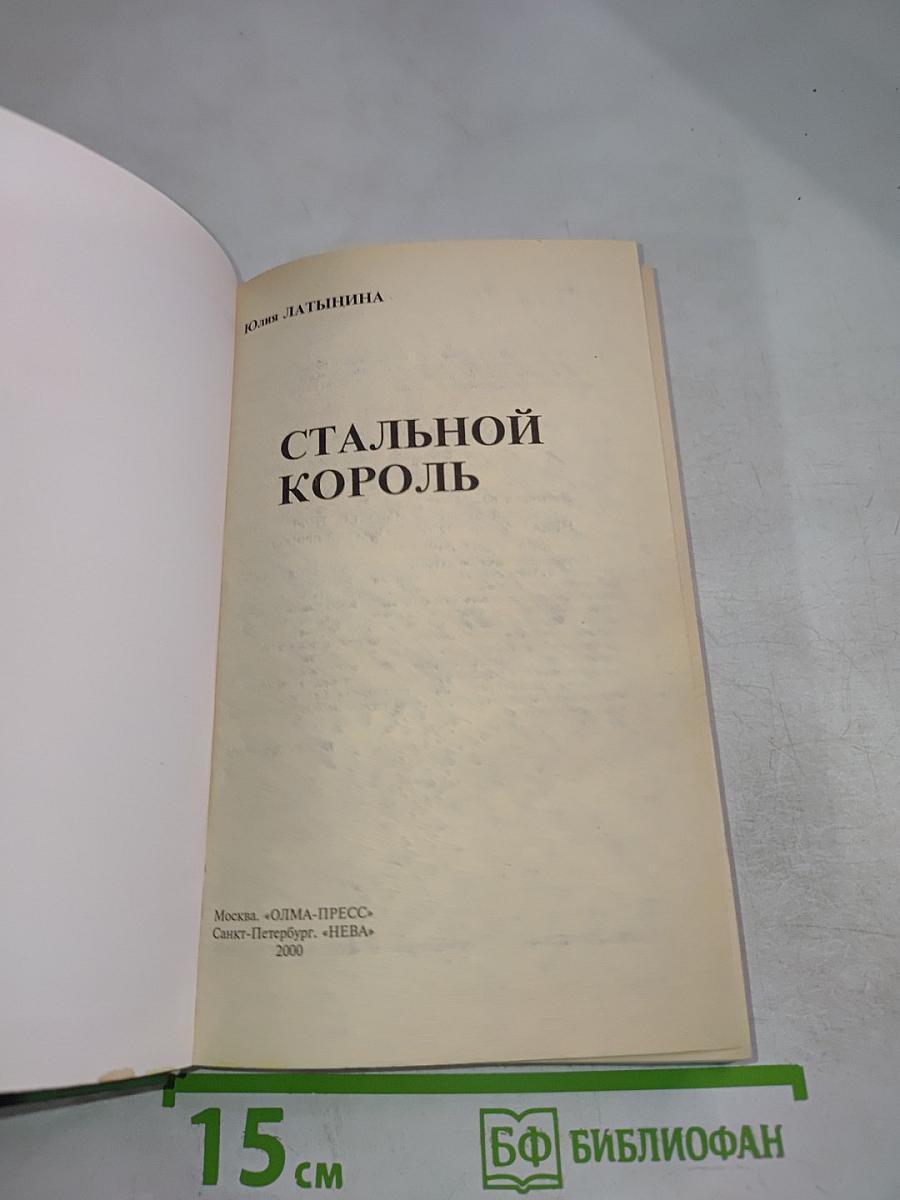 Юлия ЛАТЫНИНА
СТАЛЬНОЙ
КОРОЛЬ
Москва. «ОЛМА-ПРЕСС»
Санкт-Петербург. «НЕВА»
2000
15 см
БФ БИБЛИОФАН